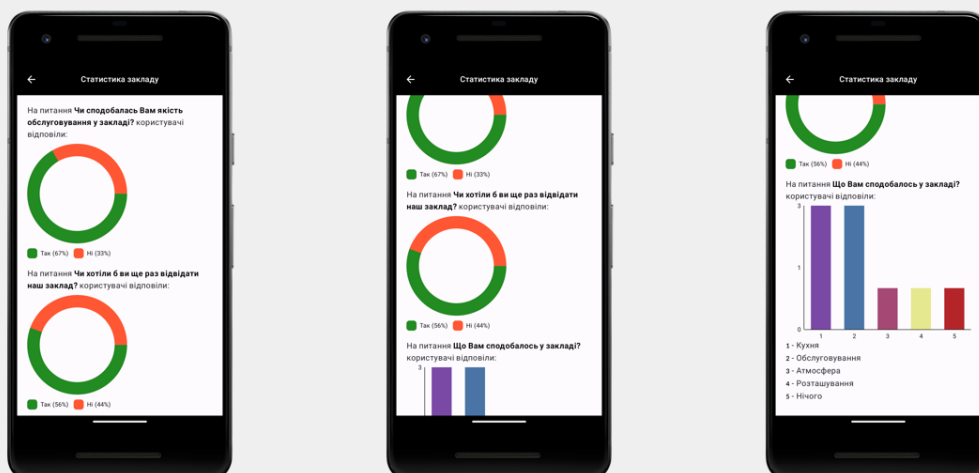 Статистика закладу
На питання Чи сподобалась Вам якість
обслуговування у закладі? користувачі
відповіли:
Так (67%) Ні (33%)
На питання Чи хотіли б ви ще раз відвідати
наш заклад? користувачі відповіли:
Так (56%) Ні (44%)
Статистика закладу
Так (67%) Ні (33%)
На питання Чи хотіли б ви ще раз відвідати
наш заклад? користувачі відповіли:
Так (56%) Ні (44%)
На питання Що Вам сподобалось у закладі?
користувачі відповіли:
3
Статистика закладу
Так (56%) Ні (44%)
На питання Що Вам сподобалось у закладі?
користувачі відповіли:
3
1
0
1 2 3 4 5
1 - Кухня
2 - Обслуговування
3 - Атмосфера
4 - Розташування
5 - Нічого